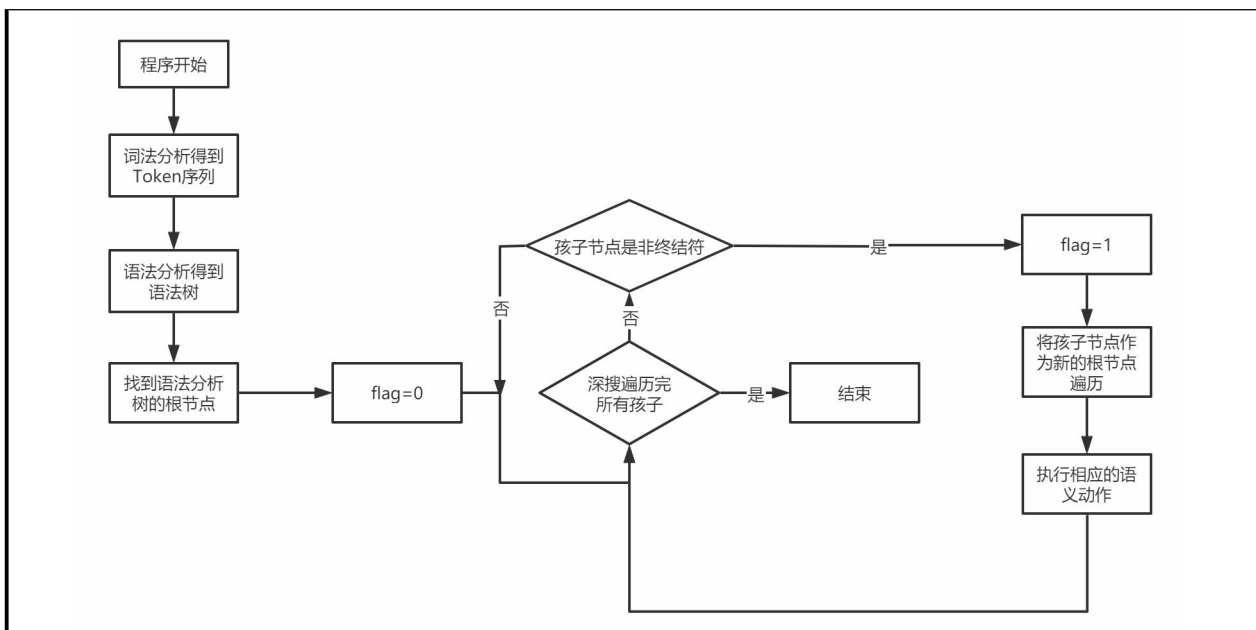 程序开始
词法分析得到
Token序列
语法分析得到
语法树
找到语法分析
树的根节点
flag=0
孩子节点是非终结符
是
flag=1
否
否
深搜遍历完
所有孩子
是
结束
将孩子节点作
为新的根节点
遍历
执行相应的语
义动作